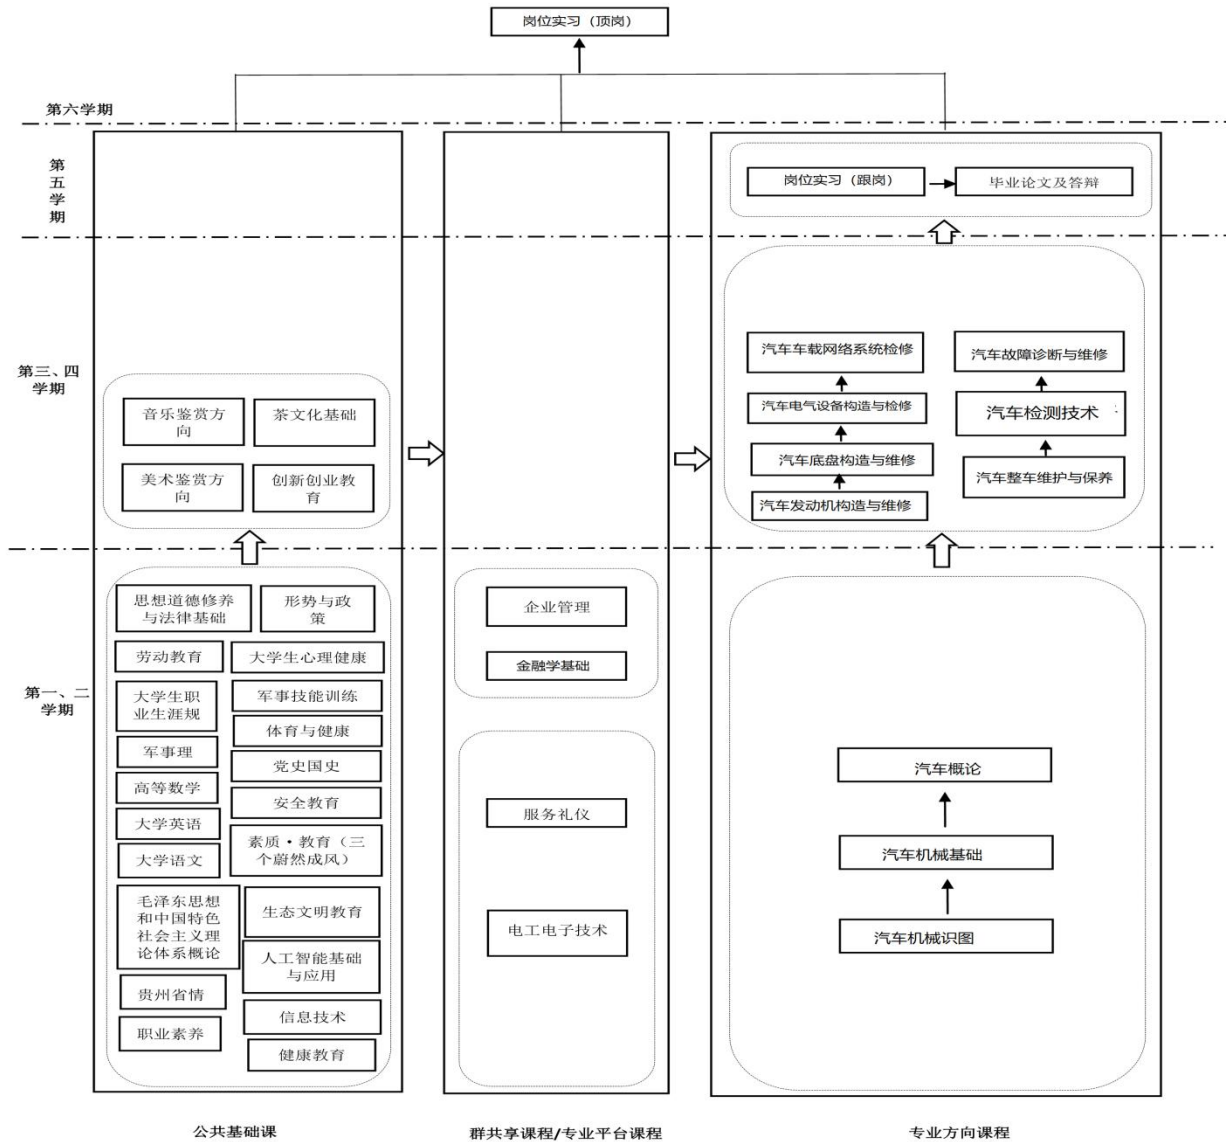 岗位实习（顶岗）
第六学期
第
五
学
期
岗位实习（跟岗）
毕业论文及答辩
第三、四
学期
音乐鉴赏方
向
茶文化基础
美术鉴赏方
向
创新创业教
育
汽车车载网络系统检修
汽车电气设备构造与检修
汽车底盘构造与维修
汽车发动机构造与维修
汽车故障诊断与维修
汽车检测技术
汽车整车维护与保养
第一、二
学期
思想道德修养
与法律基础
形势与政
策
劳动教育
大学生心理健康
大学生职
业生涯规
军事技能训练
体育与健康
军事理
党史国史
高等数学
安全教育
大学英语
素质·教育（三
个蔚然成风）
大学语文
毛泽东思想
和中国特色
社会主义理
论体系概论
生态文明教育
人工智能基础
与应用
贵州省情
信息技术
职业素养
健康教育
企业管理
金融学基础
服务礼仪
电工电子技术
汽车概论
汽车机械基础
汽车机械识图
公共基础课
群共享课程/专业平台课程
专业方向课程